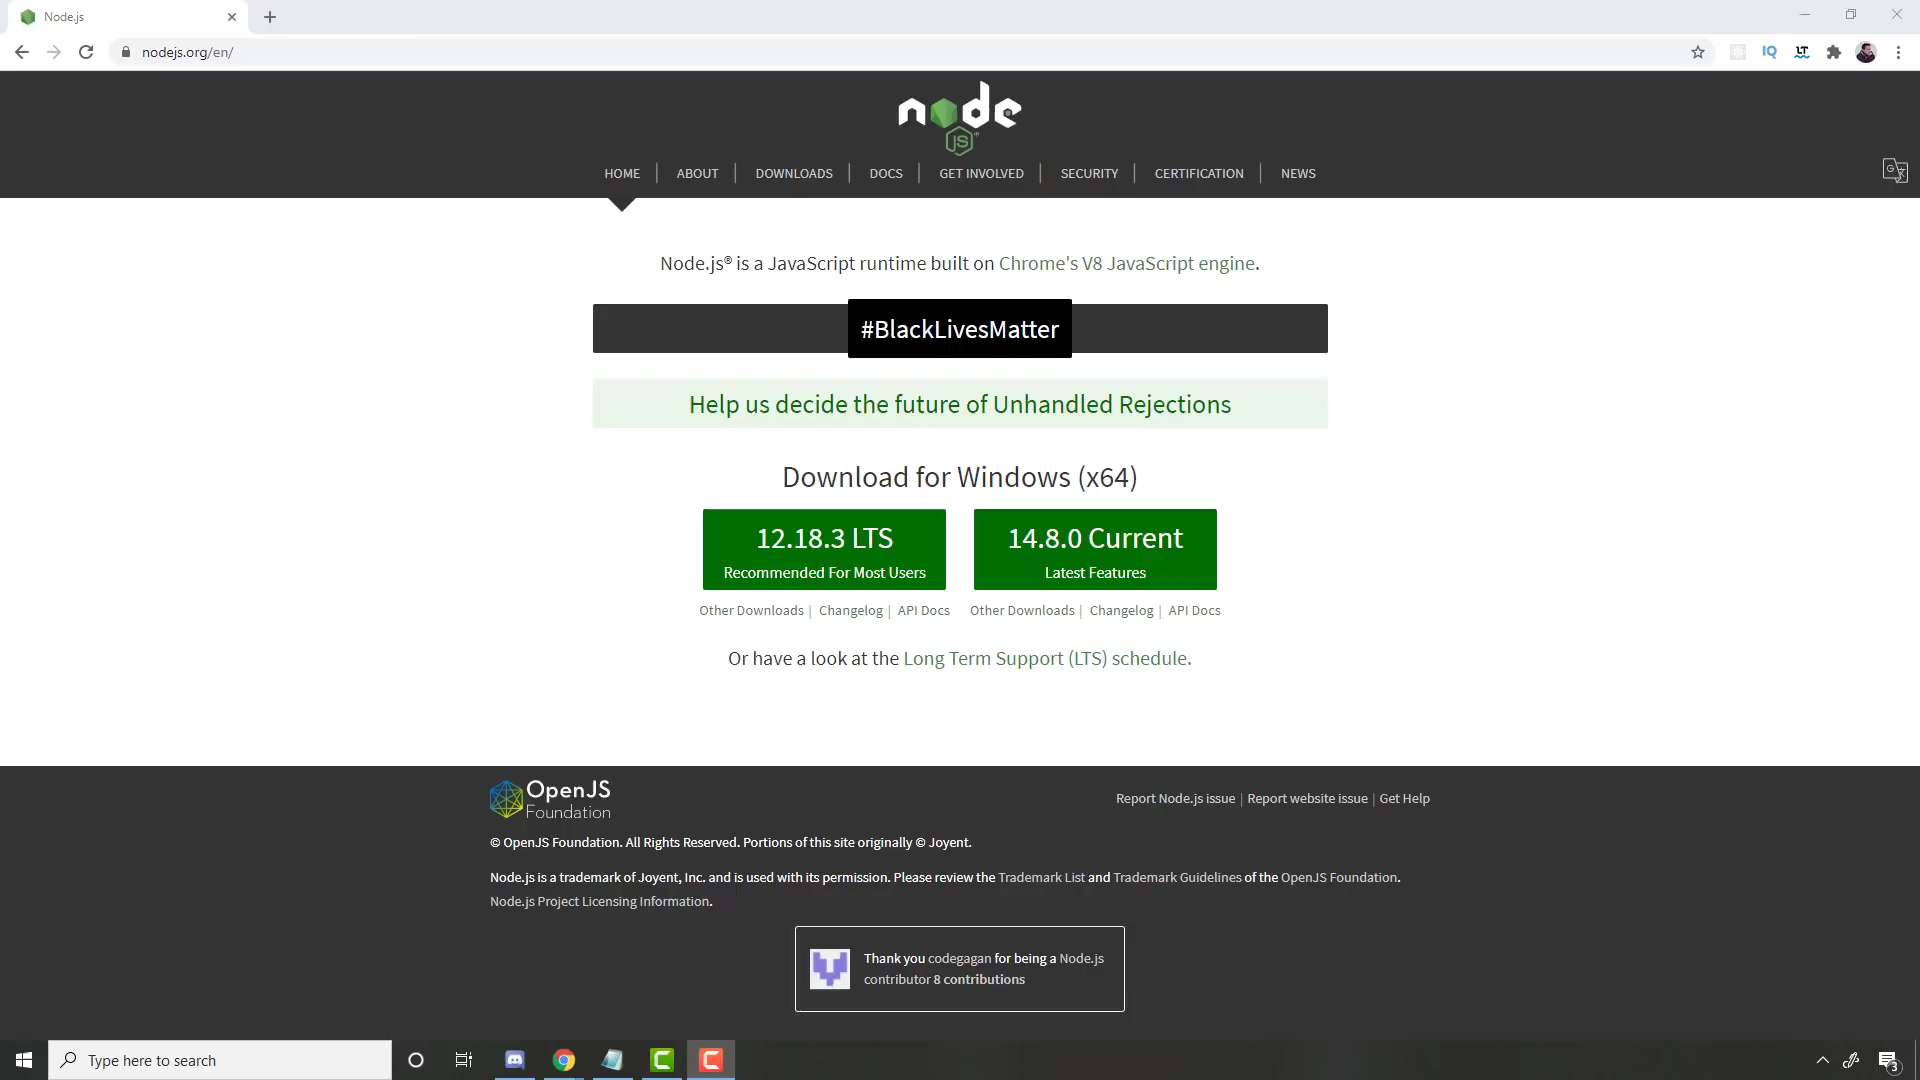 Node.js
nodejs.org/en/
IQ
LT
node
JS
HOME | ABOUT | DOWNLOADS | DOCS | GET INVOLVED | SECURITY | CERTIFICATION | NEWS
Node.js® is a JavaScript runtime built on Chrome's V8 JavaScript engine.
#BlackLivesMatter
Help us decide the future of Unhandled Rejections
Download for Windows (x64)
12.18.3 LTS
Recommended For Most Users
14.8.0 Current
Latest Features
Other Downloads | Changelog | API Docs
Other Downloads | Changelog | API Docs
Or have a look at the Long Term Support (LTS) schedule.
OpenJS
Foundation
Report Node.js issue | Report website issue | Get Help
© OpenJS Foundation. All Rights Reserved. Portions of this site originally © Joyent.
Node.js is a trademark of Joyent, Inc. and is used with its permission. Please review the Trademark List and Trademark Guidelines of the OpenJS Foundation.
Node.js Project Licensing Information.
Thank you codegagan for being a Node.js
contributor 8 contributions
Type here to search
3